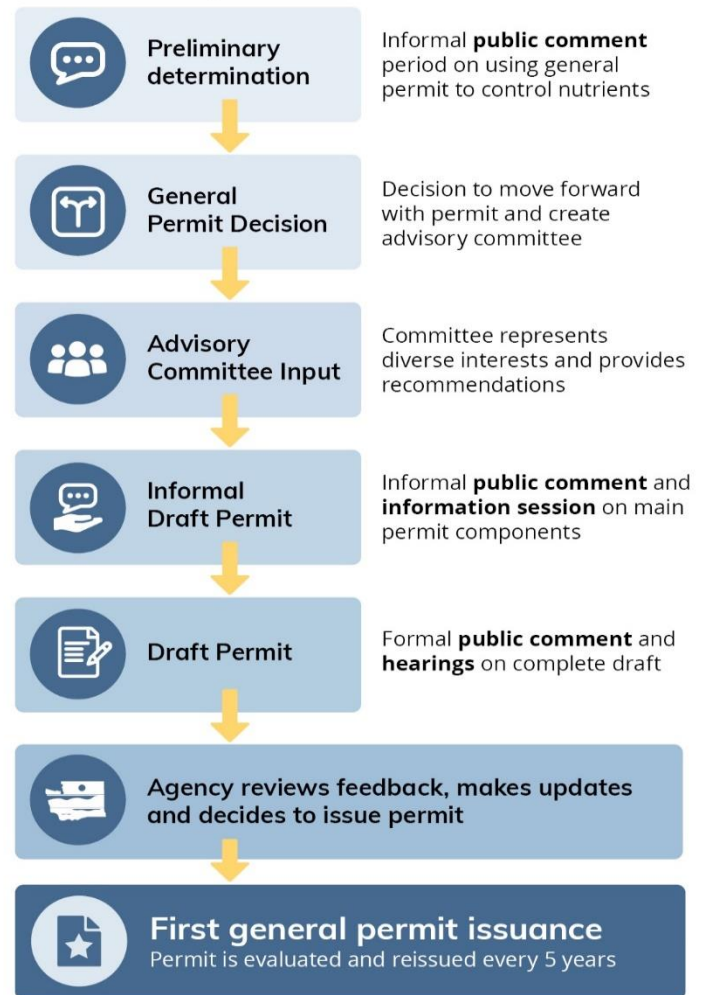 Preliminary
determination
Informal public comment
period on using general
permit to control nutrients
General
Permit Decision
Decision to move forward
with permit and create
advisory committee
Advisory
Committee Input
Committee represents
diverse interests and provides
recommendations
Informal
Draft Permit
Informal public comment and
information session on main
permit components
Draft Permit
Formal public comment and
hearings on complete draft
Agency reviews feedback, makes updates
and decides to issue permit
First general permit issuance
Permit is evaluated and reissued every 5 years